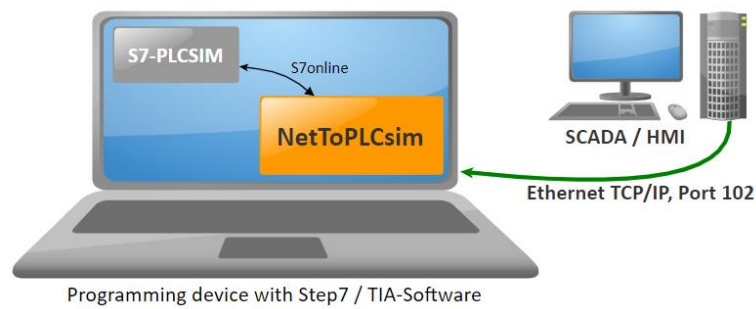 S7-PLCSIM
S7online
NetToPLCsim
SCADA / HMI
Ethernet TCP/IP, Port 102
Programming device with Step7 / TIA-Software